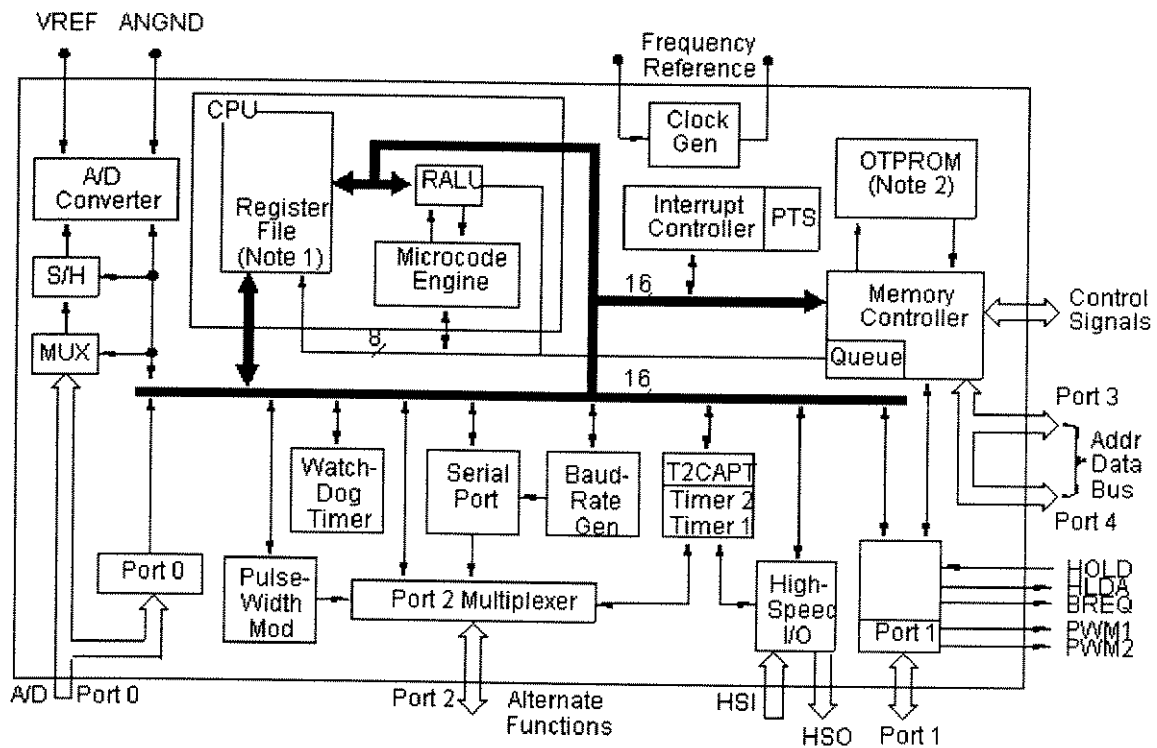 VREF ANGND
Frequency
Reference
CPU
Clock
Gen
OTPROM
(Note 2)
A/D
Converter
RALU
Interrupt
Controller
PTS
Register
File
(Note 1)
Microcode
Engine
S/H
16
Memory
Controller
Control
Signals
MUX
8
Queue
16
Port 3
Addr
Data
Bus
Port 4
Watch-
Dog
Timer
Serial
Port
Baud-
Rate
Gen
T2CAPT
Timer 2
Timer 1
Port 0
Pulse-
Width
Mod
Port 2 Multiplexer
High-
Speed
I/O
Port 1
HOLD
HLDA
BREQ
PWM1
PWM2
A/D Port 0
Port 2
Alternate
Functions
HSI
HSO
Port 1